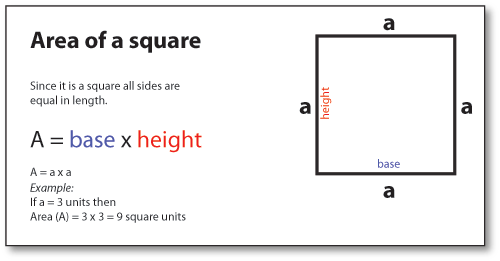 Area of a square
Since it is a square all sides are
equal in length.
A = base x height
A = a x a
Example:
If a = 3 units then
Area (A) = 3 x 3 = 9 square units
a
a
height
a
base
a